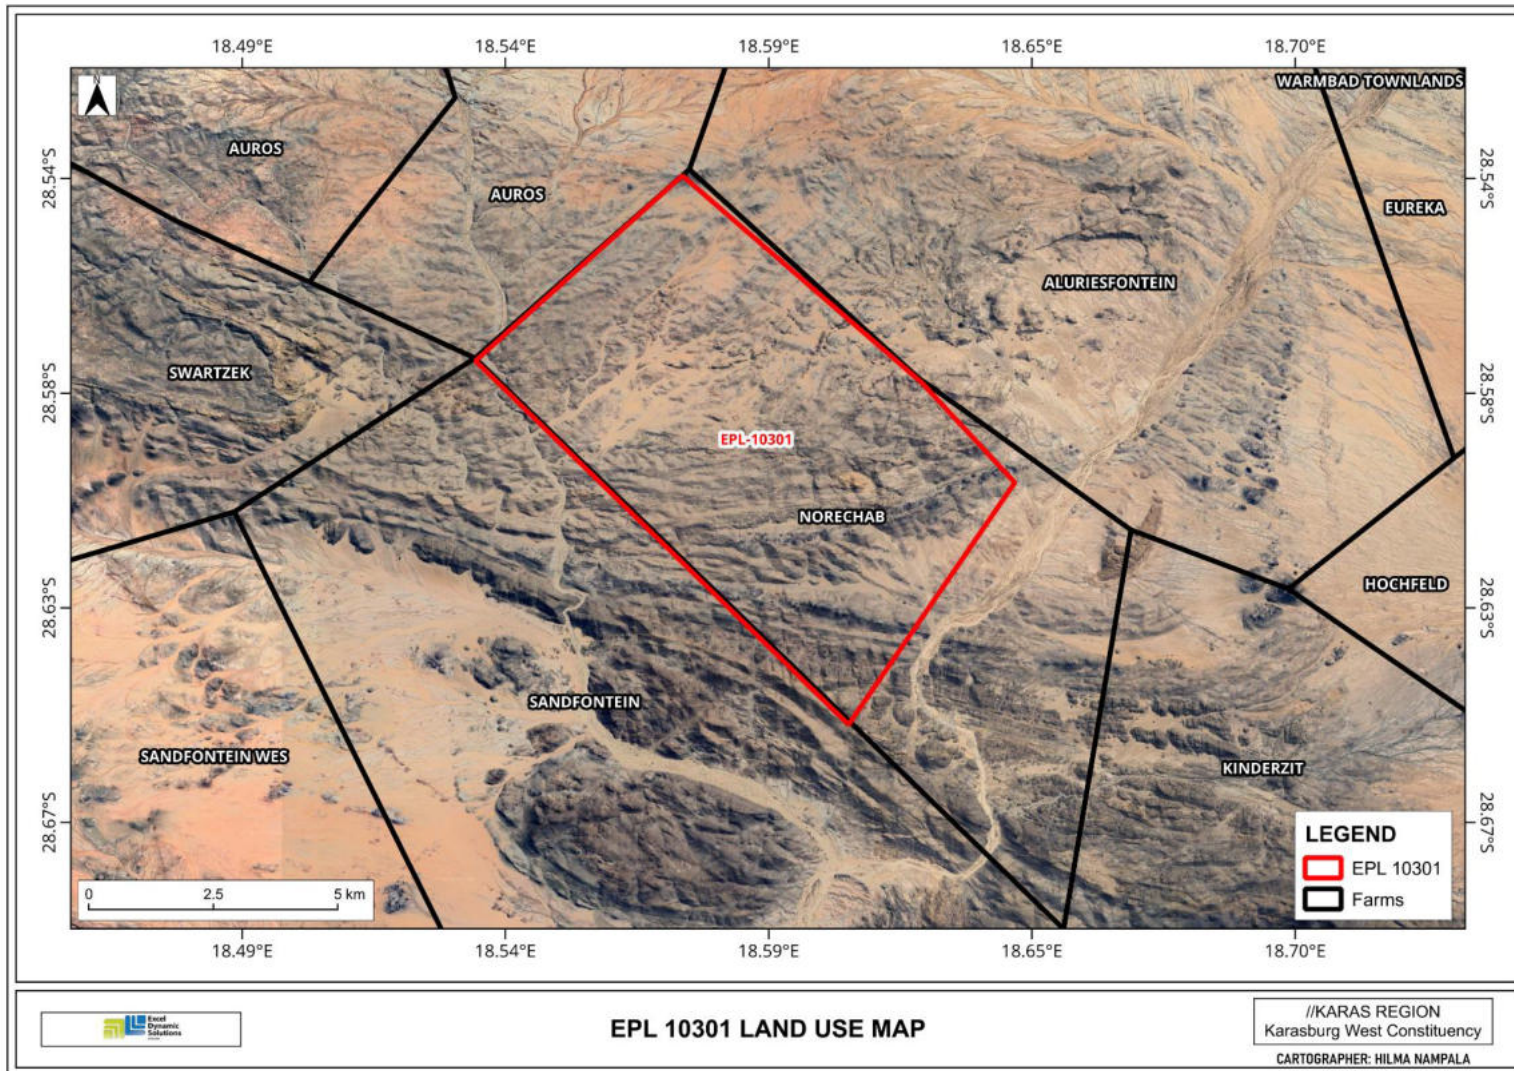 18.49°E 18.54°E 18.59°E 18.65°E 18.70°E
N
WARMBAD TOWNLANDS
AUROS
28.54°S
AUROS
28.54°S
EUREKA
ALURIESFONTEIN
SWARTZEK
28.58°S
28.58°S
EPL-10301
NORECHAB
HOCHFELD
28.63°S
28.63°S
SANDFONTEIN
SANDFONTEIN WES
KINDERZIT
28.67°S
28.67°S
LEGEND
EPL 10301
Farms
0 2.5 5 km
18.49°E 18.54°E 18.59°E 18.65°E 18.70°E
Excel
Dynamic
Solutions
EPL 10301 LAND USE MAP
//KARAS REGION
Karasburg West Constituency
CARTOGRAPHER: HILMA NAMPALA